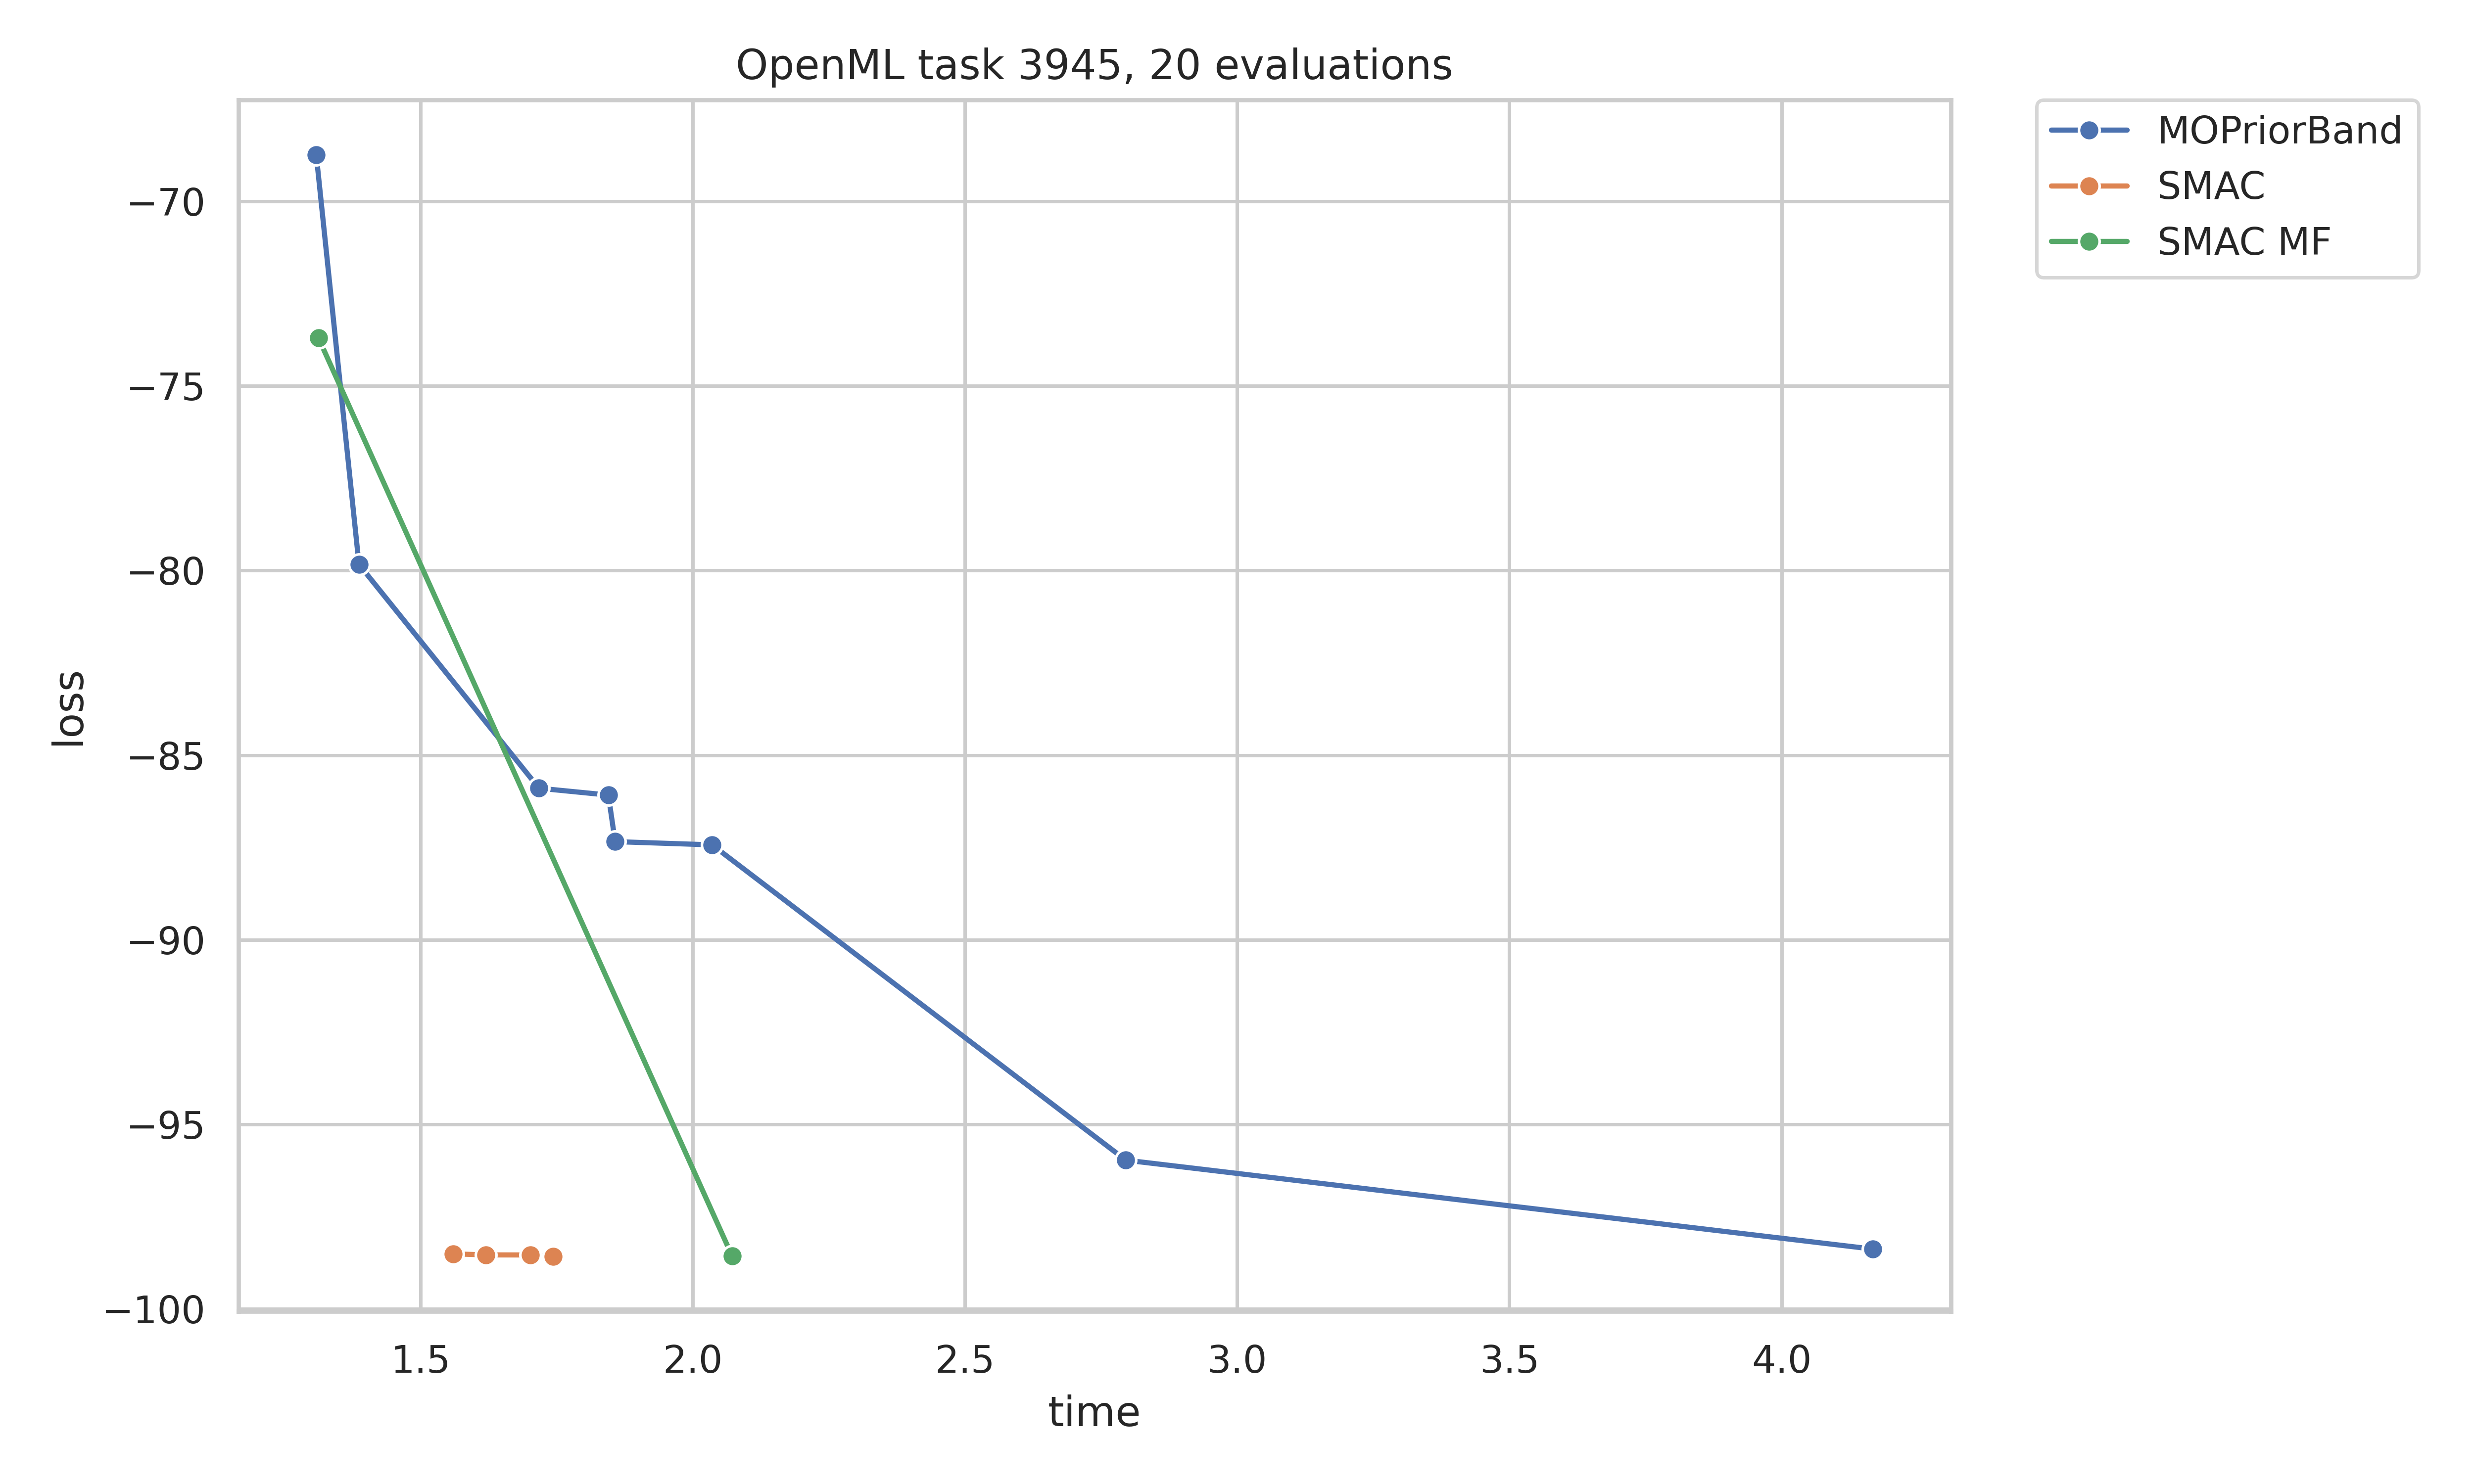 OpenML task 3945, 20 evaluations
MOPriorBand
SMAC
SMAC MF
−70
−75
−80
−85
−90
−95
−100
loss
1.5 2.0 2.5 3.0 3.5 4.0
time